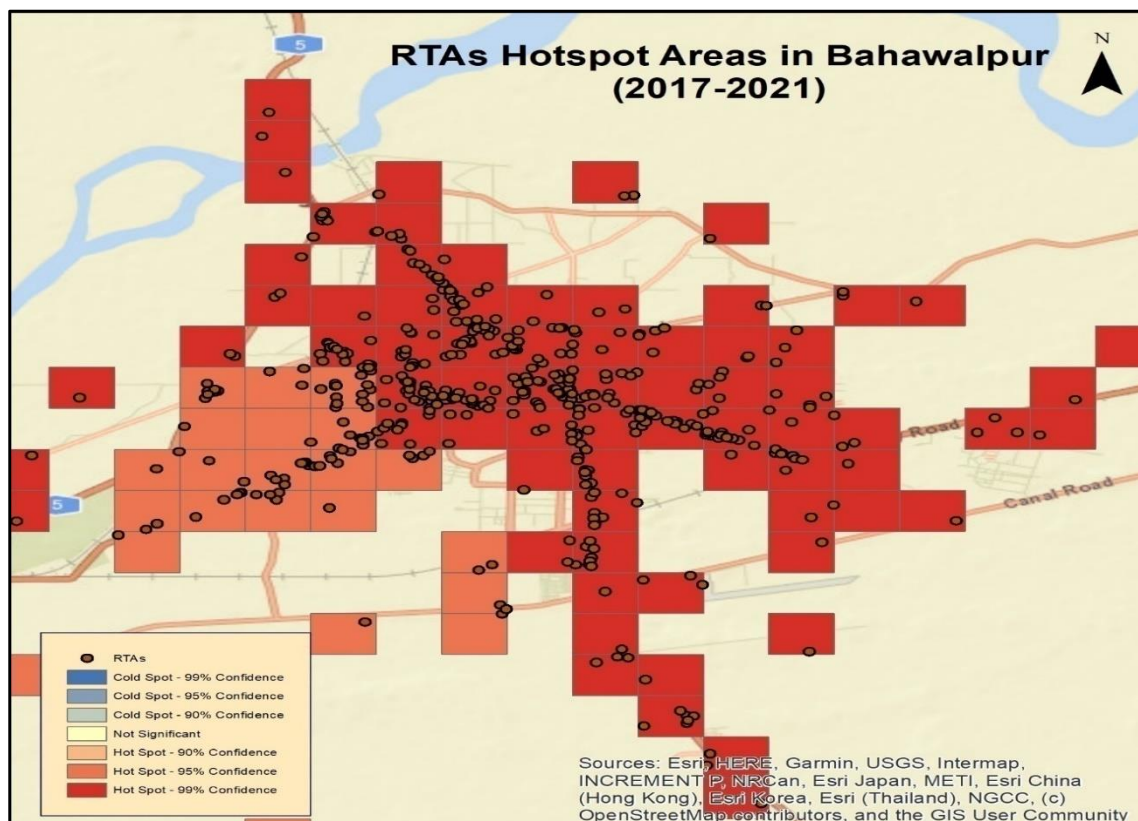 5
RTAs Hotspot Areas in Bahawalpur
(2017-2021)
N
Road
Canal Road
5
RTAs
Cold Spot - 99% Confidence
Cold Spot - 95% Confidence
Cold Spot - 90% Confidence
Not Significant
Hot Spot - 90% Confidence
Hot Spot - 95% Confidence
Hot Spot - 99% Confidence
Sources: Esri, HERE, Garmin, USGS, Intermap,
INCREMENT P, NRCan, Esri Japan, METI, Esri China
(Hong Kong), Esri Korea, Esri (Thailand), NGCC, (c)
OpenStreetMap contributors, and the GIS User Community